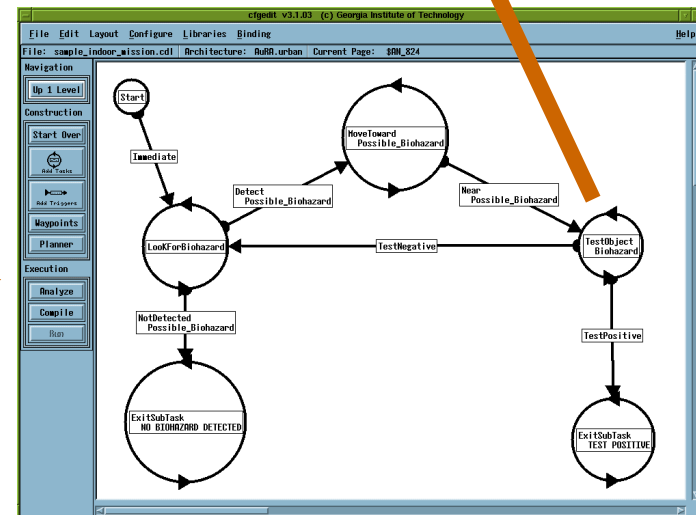 cfgedit v3.1.03 (c) Georgia Institute of Technology
File Edit Layout Configure Libraries Binding Help
File: sample_indoor_mission.cdl Architecture: AuRA.urban Current Page: $AN_824
Navigation
Up 1 Level
Construction
Start Over
Add Tasks
Add Triggers
Waypoints
Planner
Execution
Analyze
Compile
Run
Start
Immediate
MoveToward
Possible_Biohazard
Detect
Possible_Biohazard
Near
Possible_Biohazard
LooKForBiohazard
TestNegative
TestObject
Biohazard
NotDetected
Possible_Biohazard
TestPositive
ExitSubTask
NO BIOHAZARD DETECTED
ExitSubTask
TEST POSITIVE